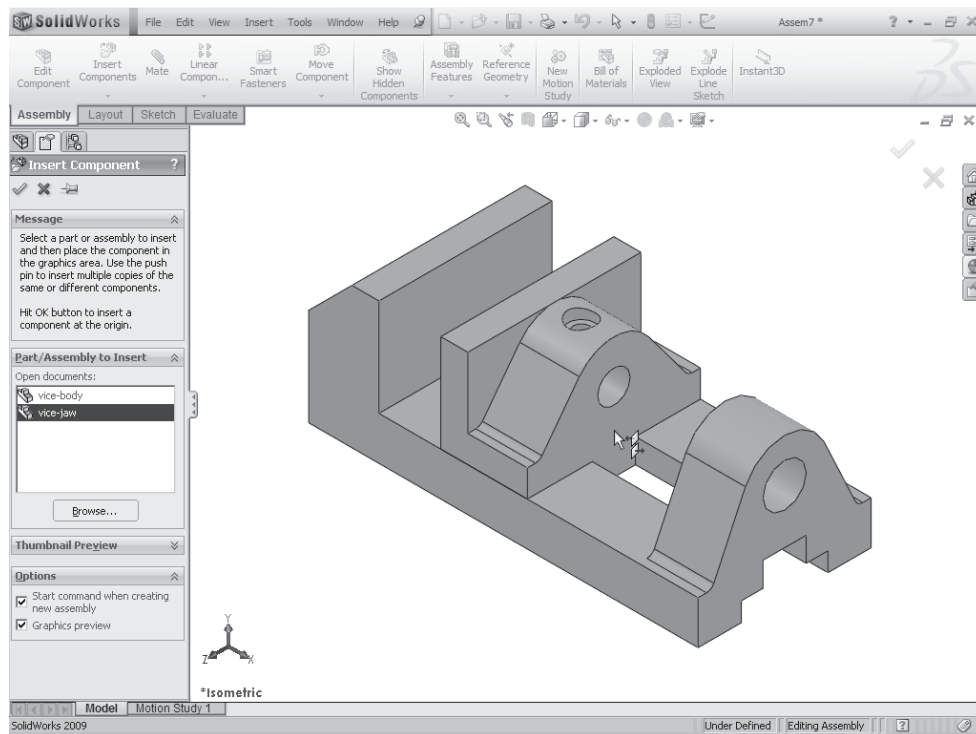 SolidWorks File Edit View Insert Tools Window Help Assem7 * ?
Edit Component
Insert Components
Mate
Linear Compon...
Smart Fasteners
Move Component
Show Hidden Components
Assembly Features
Reference Geometry
New Motion Study
Bill of Materials
Exploded View
Explode Line Sketch
Instant3D
Assembly Layout Sketch Evaluate
Insert Component ?
Message
Select a part or assembly to insert
and then place the component in
the graphics area. Use the push
pin to insert multiple copies of the
same or different components.
Hit OK button to insert a
component at the origin.
Part/Assembly to Insert
Open documents:
vice-body
vice-jaw
Browse...
Thumbnail Preview
Options
Start command when creating
new assembly
Graphics preview
Y
Z X
*Isometric
Model Motion Study 1
SolidWorks 2009 Under Defined Editing Assembly ?